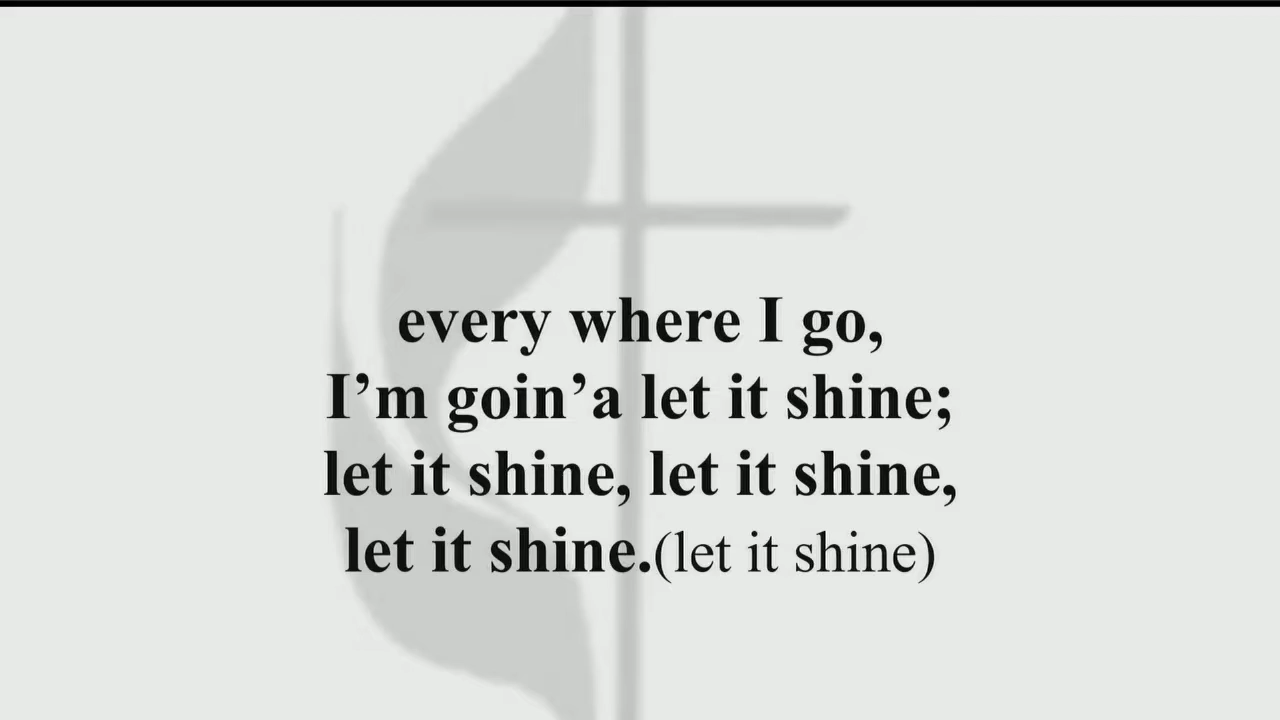 every where I go,
I’m goin’a let it shine;
let it shine, let it shine,
let it shine.(let it shine)